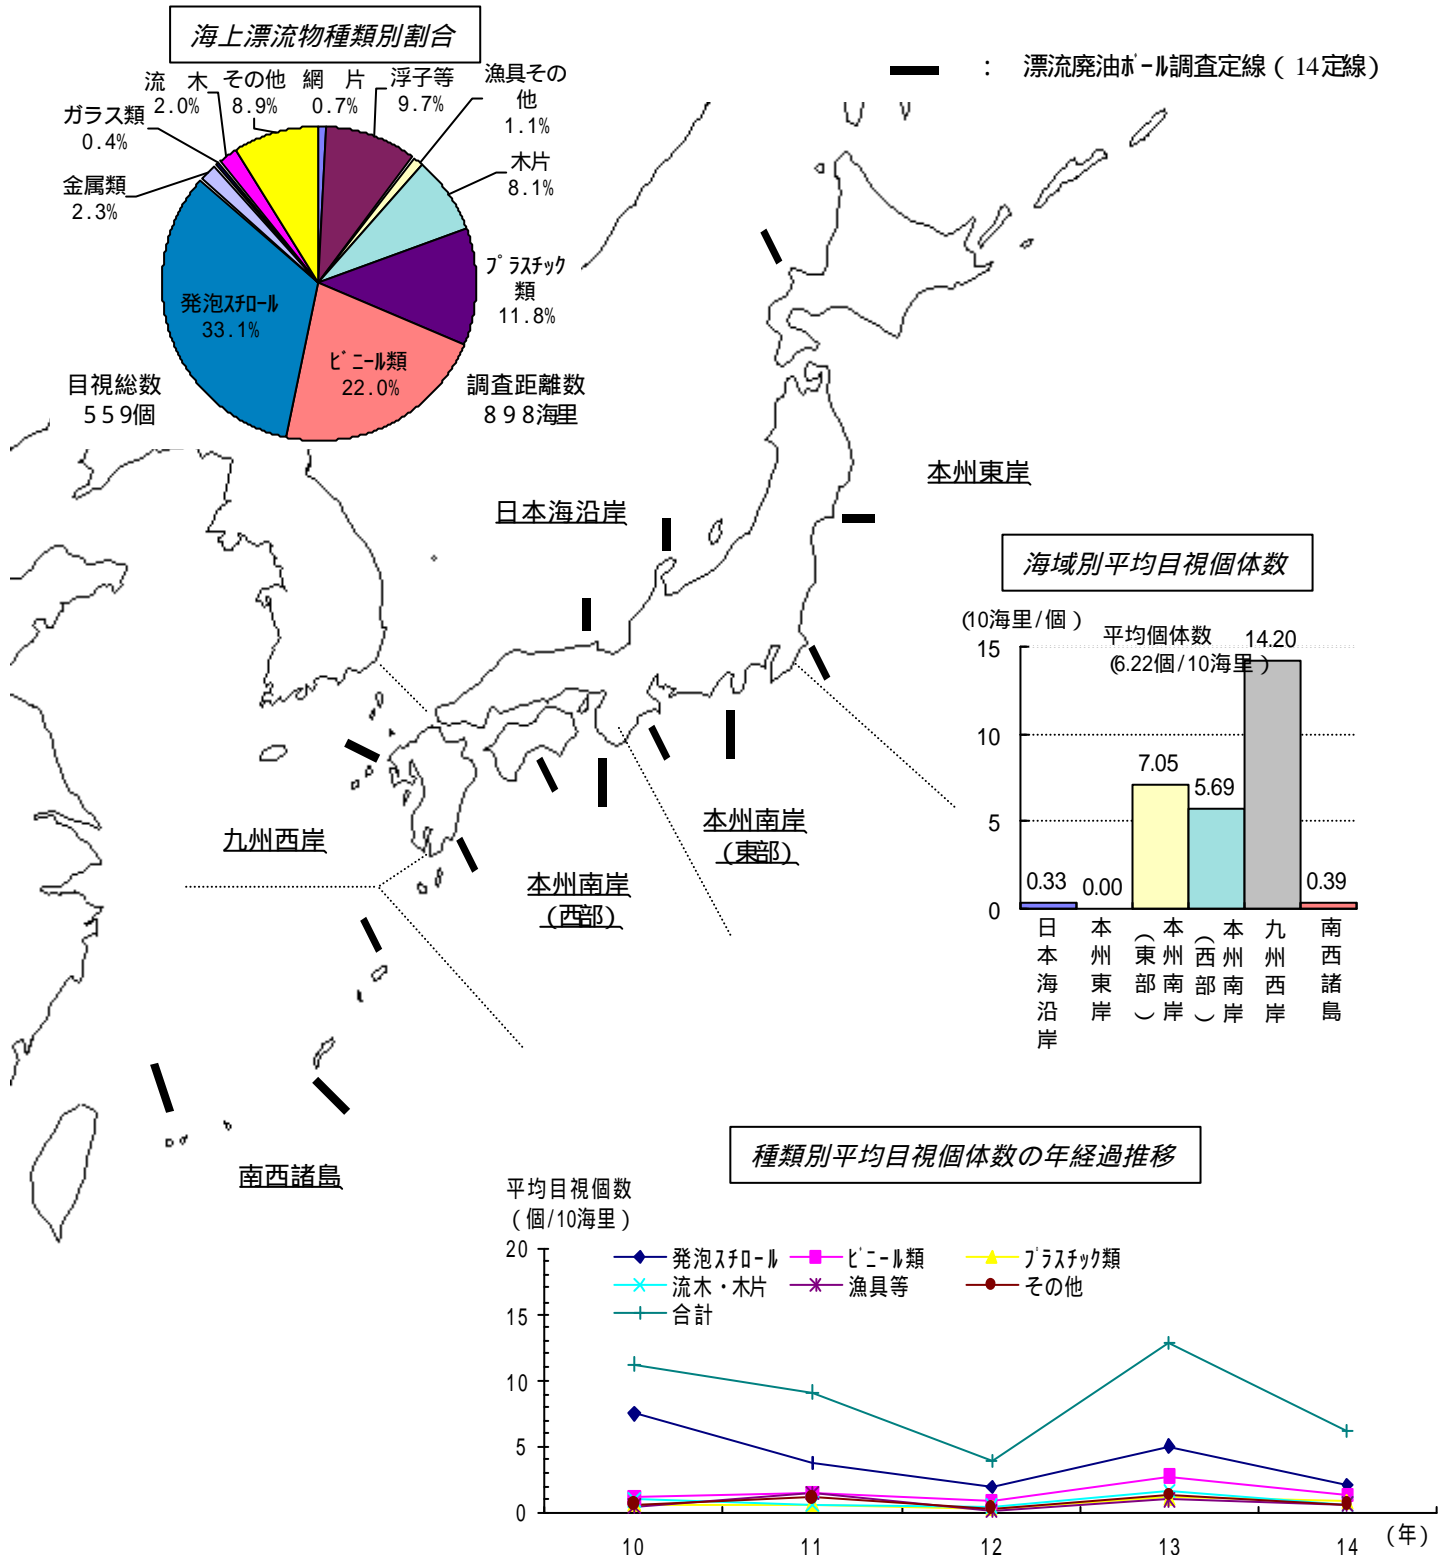 海上漂流物種類別割合
： 漂流廃油ﾎﾞｰﾙ調査定線（14定線）
流 木
2.0%
その他
8.9%
網 片
0.7%
浮子等
9.7%
漁具その
他
1.1%
ガラス類
0.4%
木片
8.1%
金属類
2.3%
ﾌﾟﾗｽﾁｯｸ
類
11.8%
発泡ｽﾁﾛｰﾙ
33.1%
ﾋﾞﾆｰﾙ類
22.0%
目視総数
559個
調査距離数
898海里
本州東岸
日本海沿岸
九州西岸
本州南岸
（東部）
本州南岸
（西部）
南西諸島
海域別平均目視個体数
(10海里/個）
平均個体数
(6.22個/10海里）
15
10
5
0
0.33
0.00
7.05
5.69
14.20
0.39
日本海沿岸
本州東岸
本州南岸
（東部）
本州南岸
（西部）
九州西岸
南西諸島
種類別平均目視個体数の年経過推移
平均目視個数
（個/10海里）
発泡ｽﾁﾛｰﾙ
ﾋﾞﾆｰﾙ類
ﾌﾟﾗｽﾁｯｸ類
流木・木片
漁具等
その他
合計
20
15
10
5
0
10 11 12 13 14
(年)